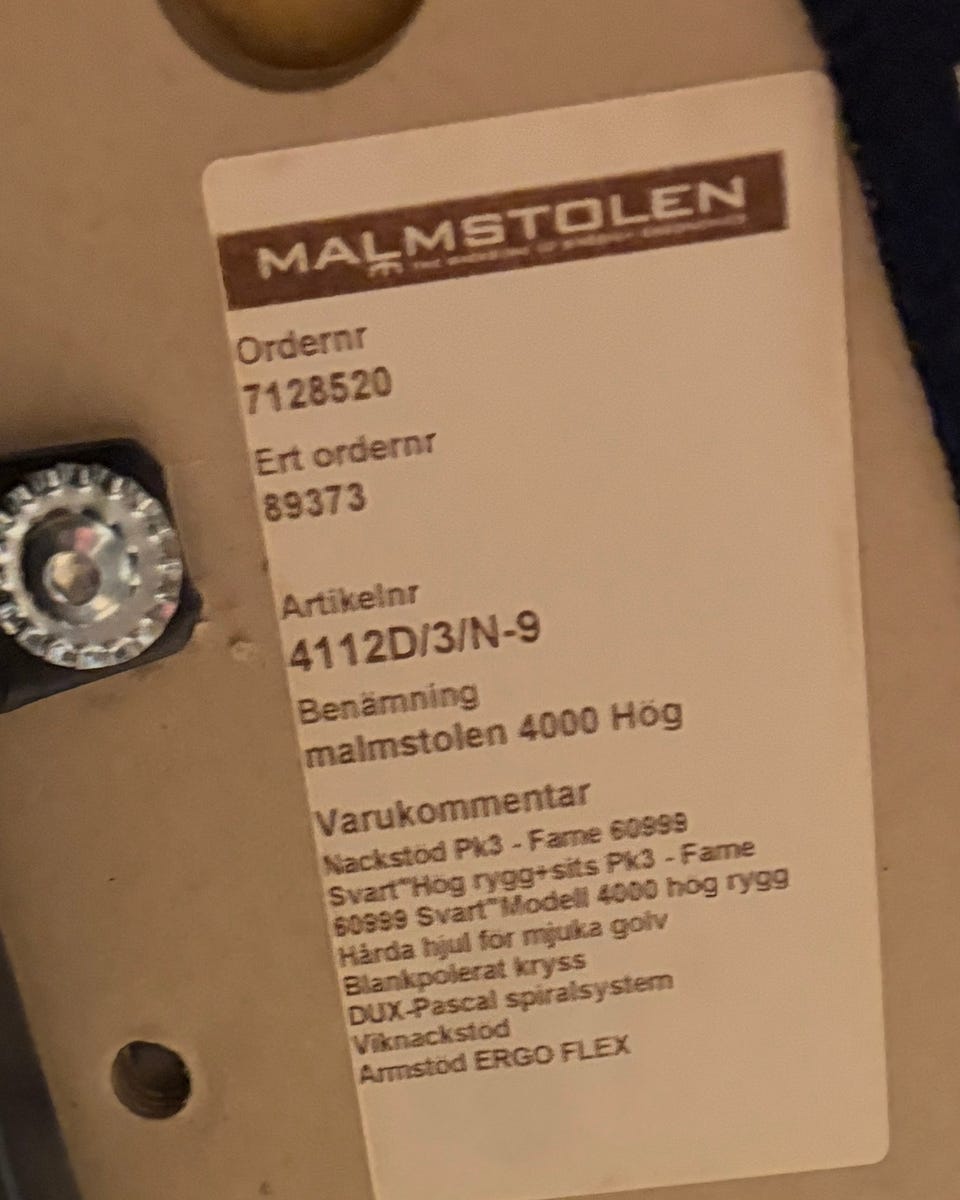 MALMSTOLEN
Ordernr
7128520
Ert ordernr
89373
Artikelnr
4112D/3/N-9
Benämning
malmstolen 4000 Hög
Varukommentar
Nackstöd Pk3 - Fame 60999
Svart"Hög rygg+sits Pk3 - Fame
60999 Svart"Modell 4000 hög rygg
Hårda hjul för mjuka golv
Blankpolerat kryss
DUX-Pascal spiralsystem
Viknackstöd
Armstöd ERGO FLEX